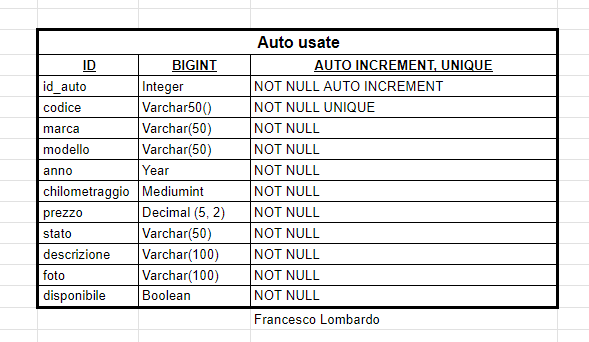 Auto usate
ID BIGINT AUTO INCREMENT, UNIQUE
id_auto Integer NOT NULL AUTO INCREMENT
codice Varchar50() NOT NULL UNIQUE
marca Varchar(50) NOT NULL
modello Varchar(50) NOT NULL
anno Year NOT NULL
chilometraggio Mediumint NOT NULL
prezzo Decimal (5, 2) NOT NULL
stato Varchar(50) NOT NULL
descrizione Varchar(100) NOT NULL
foto Varchar(100) NOT NULL
disponibile Boolean NOT NULL
Francesco Lombardo